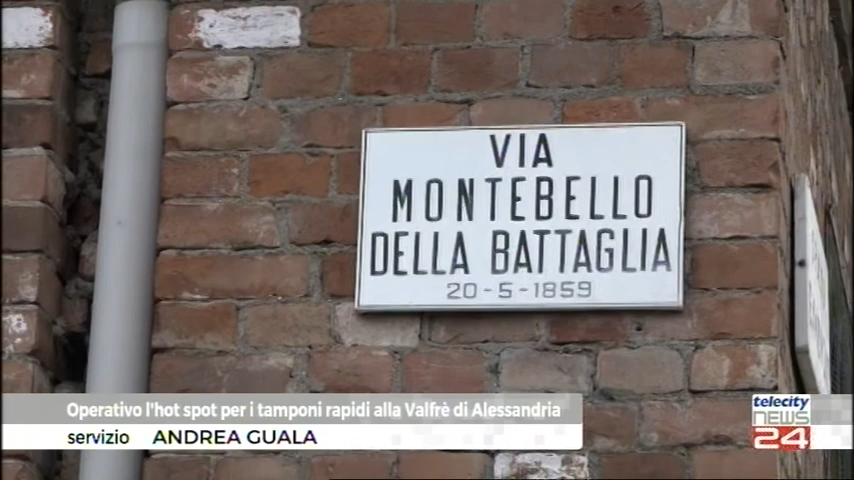 VIA
MONTEBELLO
DELLA BATTAGLIA
20-5-1859
Operativo l'hot spot per i tamponi rapidi alla Valfrè di Alessandria
servizio ANDREA GUALA
telecity
NEWS
24